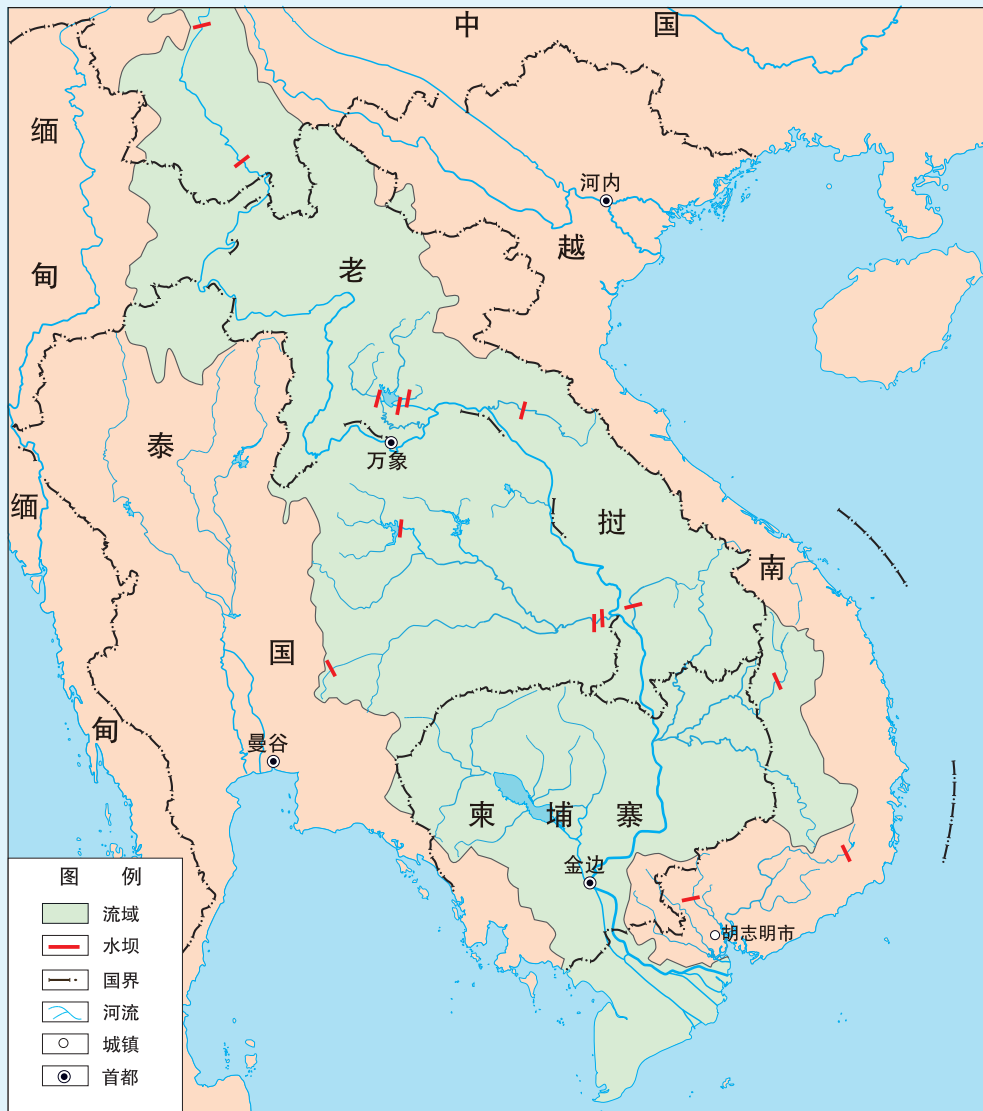 中 国
缅
甸
河内
越
老
泰
万象
缅
挝
南
国
甸
曼谷
柬 埔 寨
金边
胡志明市
图 例
流域
水坝
国界
河流
城镇
首都